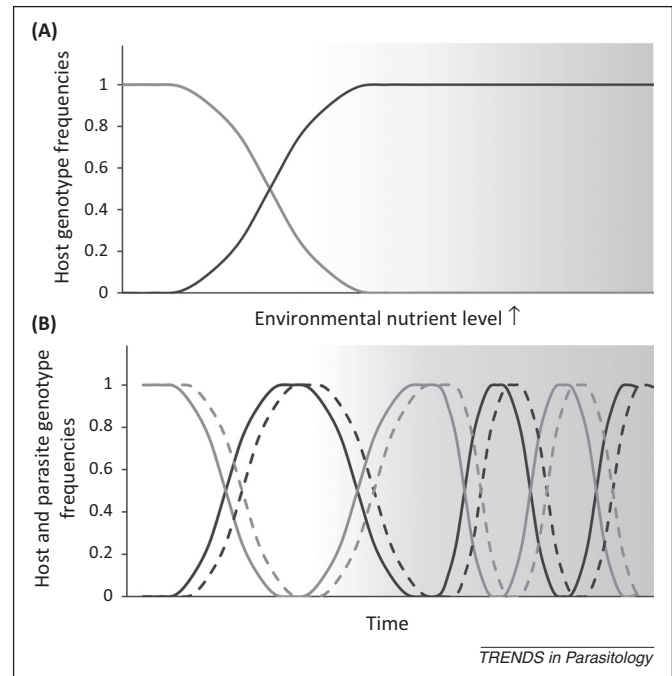 (A)
Host genotype frequencies
1
0.8
0.6
0.4
0.2
0
Environmental nutrient level ↑
(B)
Host and parasite genotype
frequencies
1
0.8
0.6
0.4
0.2
0
Time
TRENDS in Parasitology